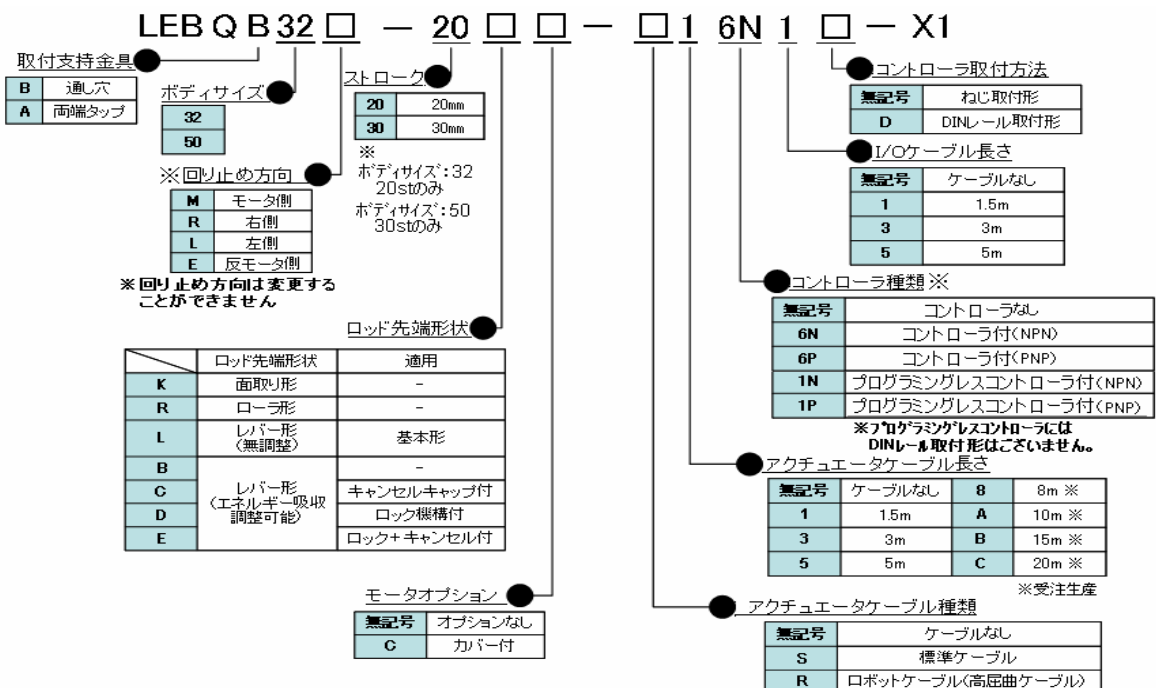 LEB Q B 32 □ － 20 □ □ － □ 1 6N 1 □ － X1
取付支持金具
B 通し穴
A 両端タップ
ボディサイズ
32
50
ストローク
20 20mm
30 30mm
※
ボディサイズ：32
20stのみ
ボディサイズ：50
30stのみ
※回り止め方向
M モータ側
R 右側
L 左側
E 反モータ側
※回り止め方向は変更する
ことができません
ロッド先端形状
ロッド先端形状 適用
K 面取り形 －
R ローラ形 －
L レバー形
(無調整) 基本形
B －
レバー形
(エネルギー吸収
調整可能)
C キャンセルキャップ付
D ロック機構付
E ロック+キャンセル付
モータオプション
無記号 オプションなし
C カバー付
コントローラ取付方法
無記号 ねじ取付形
D DINレール取付形
I/Oケーブル長さ
無記号 ケーブルなし
1 1.5m
3 3m
5 5m
コントローラ種類※
無記号 コントローラなし
6N コントローラ付(NPN)
6P コントローラ付(PNP)
1N プログラミングレスコントローラ付(NPN)
1P プログラミングレスコントローラ付(PNP)
※プログラミングレスコントローラには
DINレール取付形はございません。
アクチュエータケーブル長さ
無記号 ケーブルなし 8 8m ※
1 1.5m A 10m ※
3 3m B 15m ※
5 5m C 20m ※
※受注生産
アクチュエータケーブル種類
無記号 ケーブルなし
S 標準ケーブル
R ロボットケーブル(高屈曲ケーブル)